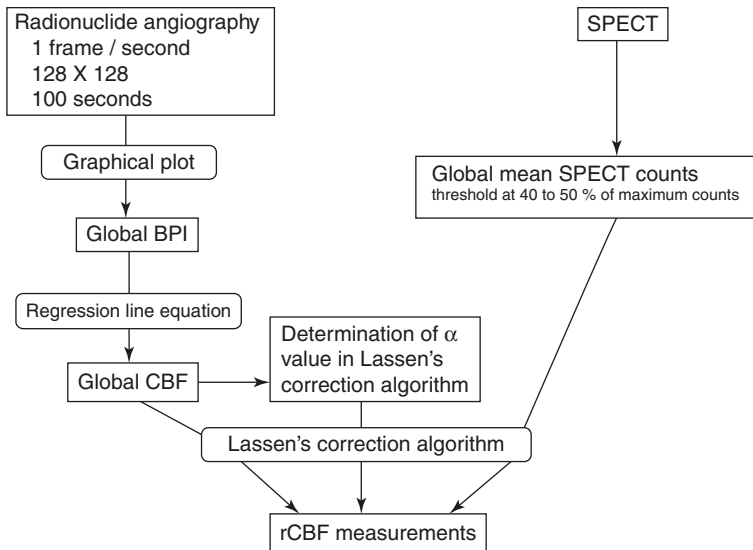 Radionuclide angiography
1 frame / second
128 X 128
100 seconds
SPECT
Graphical plot
Global mean SPECT counts
threshold at 40 to 50 % of maximum counts
Global BPI
Regression line equation
Determination of α
value in Lassen’s
correction algorithm
Global CBF
Lassen’s correction algorithm
rCBF measurements